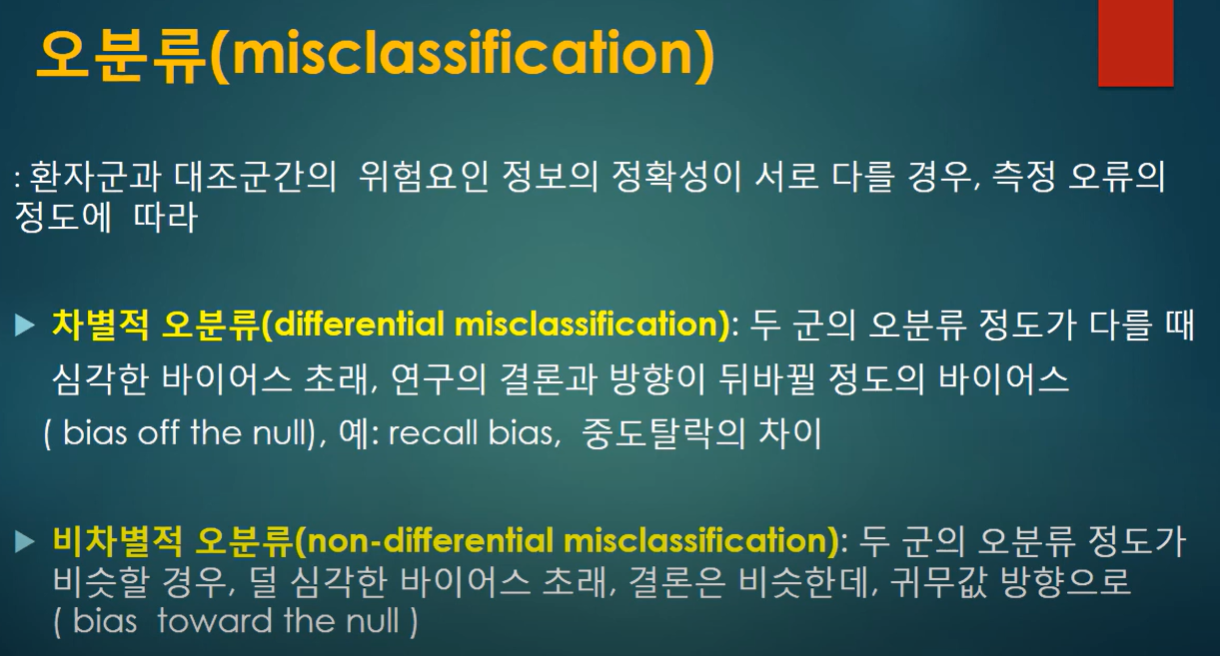 오분류(misclassification)
: 환자군과 대조군간의 위험요인 정보의 정확성이 서로 다를 경우, 측정 오류의
정도에 따라
차별적 오분류(differential misclassification): 두 군의 오분류 정도가 다를 때
심각한 바이어스 초래, 연구의 결론과 방향이 뒤바뀔 정도의 바이어스
( bias off the null), 예: recall bias, 중도탈락의 차이
비차별적 오분류(non-differential misclassification): 두 군의 오분류 정도가
비슷할 경우, 덜 심각한 바이어스 초래, 결론은 비슷한데, 귀무값 방향으로
( bias toward the null )